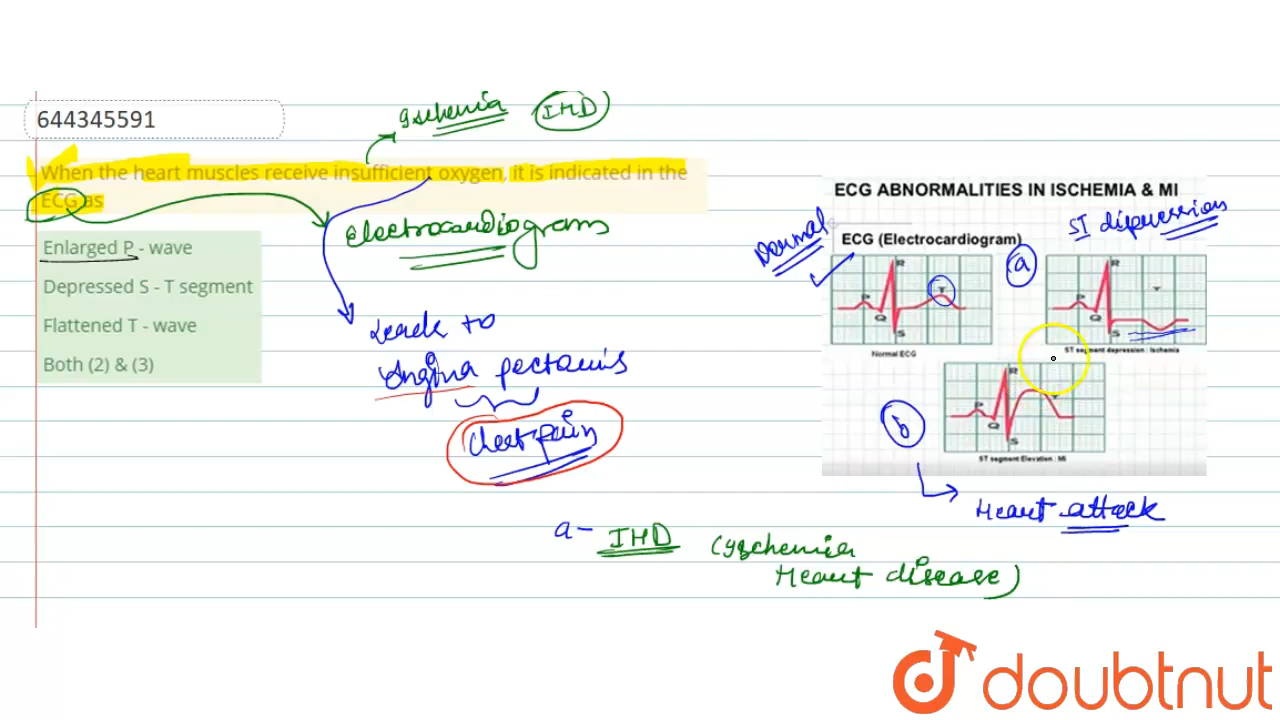 Ischemia IHD
644345591
When the heart muscles receive insufficient oxygen, it is indicated in the
ECG as
Electrocardiogram
Enlarged P - wave
Depressed S - T segment
Flattened T - wave
Both (2) & (3)
Leads to
Angina pectoris
Chest pain
ECG ABNORMALITIES IN ISCHEMIA & MI
Normal
ST depression
ECG (Electrocardiogram)
a
R
P
T
Q
S
Normal ECG
R
P
T
Q
S
ST segment depression : Ischemia
b
R
P
T
Q
S
ST segment Elevation : MI
Heart attack
a - IHD (Ischemia
Heart disease)
doubtnut